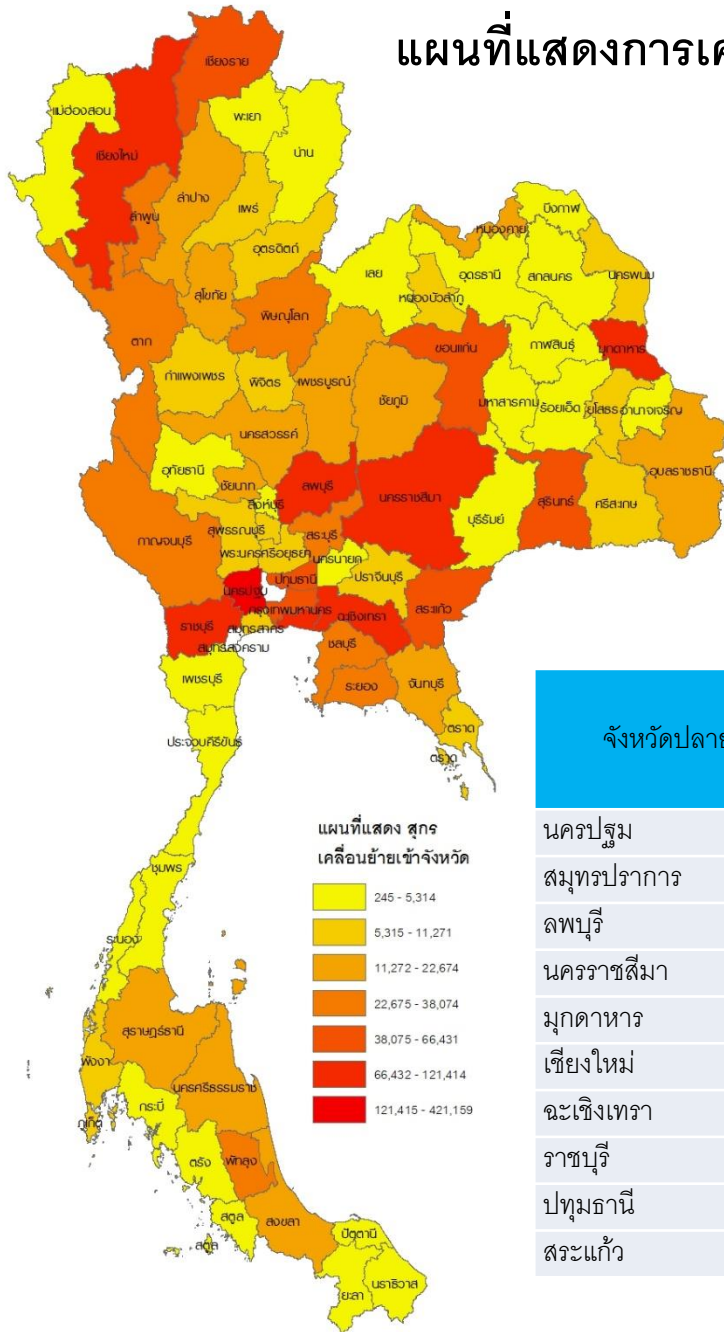 แผนที่แสดงการเค
เชียงราย
แม่ฮ่องสอน
พะเยา
น่าน
เชียงใหม่
ลำปาง
ลำพูน
แพร่
อุตรดิตถ์
บึงกาฬ
หนองคาย
เลย
อุดรธานี
สกลนคร
นครพนม
หนองบัวลำภู
สุโขทัย
พิษณุโลก
ตาก
ขอนแก่น
กาฬสินธุ์
มุกดาหาร
กำแพงเพชร
พิจิตร
เพชรบูรณ์
ชัยภูมิ
มหาสารคาม
ร้อยเอ็ด
ยโสธร
อำนาจเจริญ
นครสวรรค์
อุทัยธานี
ชัยนาท
ลพบุรี
นครราชสีมา
อุบลราชธานี
สิงห์บุรี
บุรีรัมย์
สุรินทร์
ศรีสะเกษ
สุพรรณบุรี
สระบุรี
กาญจนบุรี
พระนครศรีอยุธยา
นครนายก
ปราจีนบุรี
นครปฐม
ปทุมธานี
สระแก้ว
กรุงเทพมหานคร
ฉะเชิงเทรา
ราชบุรี
สมุทรสาคร
สมุทรสงคราม
ชลบุรี
เพชรบุรี
ระยอง
จันทบุรี
ตราด
ตราด
ประจวบคีรีขันธ์
ชุมพร
ระนอง
สุราษฎร์ธานี
พังงา
นครศรีธรรมราช
กระบี่
ภูเก็ต
ตรัง
พัทลุง
สตูล
สงขลา
สตูล
ปัตตานี
ยะลา
นราธิวาส
แผนที่แสดง สุกร
เคลื่อนย้ายเข้าจังหวัด
245 - 5,314
5,315 - 11,271
11,272 - 22,674
22,675 - 38,074
38,075 - 66,431
66,432 - 121,414
121,415 - 421,159
จังหวัดปลาย
นครปฐม
สมุทรปราการ
ลพบุรี
นครราชสีมา
มุกดาหาร
เชียงใหม่
ฉะเชิงเทรา
ราชบุรี
ปทุมธานี
สระแก้ว